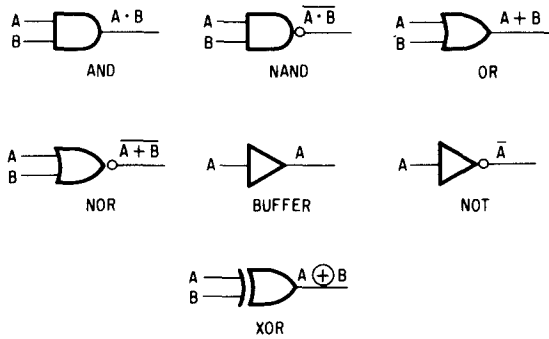 A
B
A · B
AND
A
B
A̅ ·̅ B̅
NAND
A
B
A + B
OR
A
B
A̅ +̅ B̅
NOR
A
A
BUFFER
A
A̅
NOT
A
B
A ⊕ B
XOR